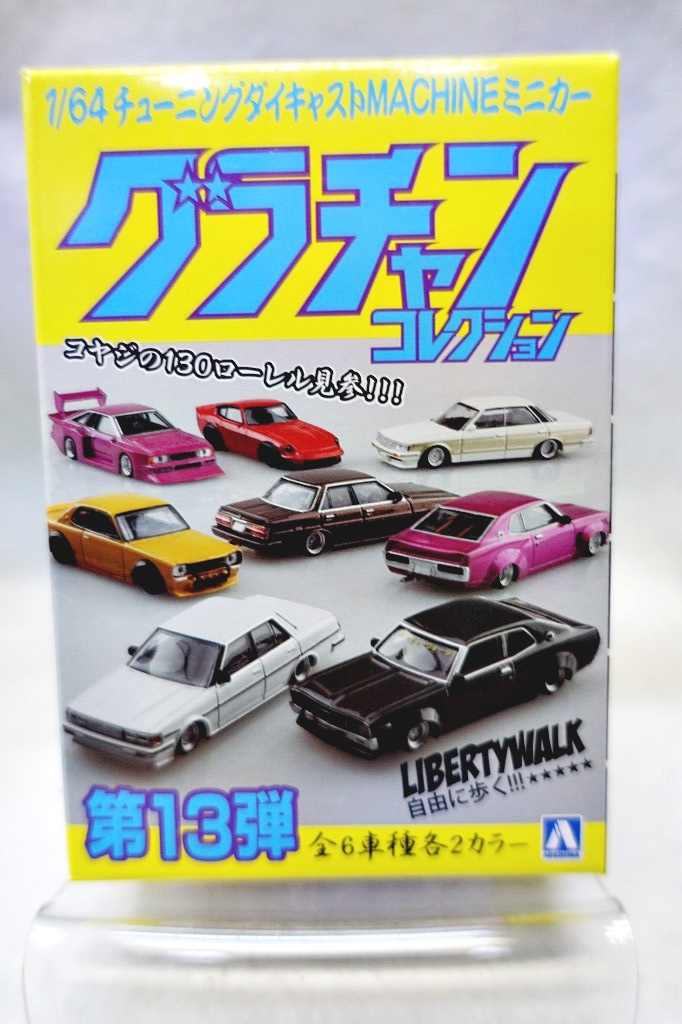 1/64 チューニングダイキャストMACHINEミニカー
グラチャン
コレクション
コヤジの130ローレル見参!!!
LIBERTYWALK
自由に歩く!!! ★★★★★
第13弾
全6車種各2カラー
AOSHIMA